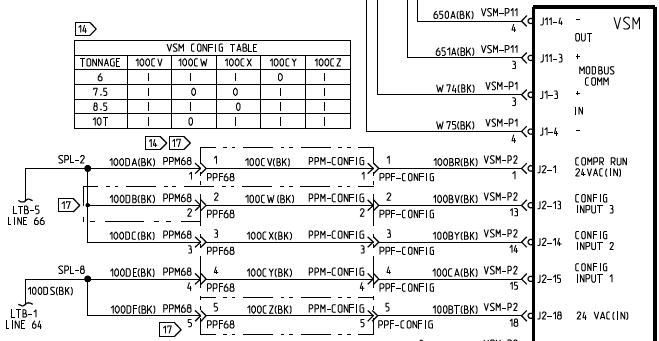 650A(BK) VSM-P11
4
J11-4 -
VSM
OUT
14
VSM CONFIG TABLE
TONNAGE 100CV 100CW 100CX 100CY 100CZ
6 1 1 1 0 1
7.5 1 0 0 1 1
8.5 1 1 0 1 1
10T 1 0 1 1 1
651A(BK) VSM-P11
3
J11-3 +
MODBUS
COMM
W74(BK) VSM-P1
3
J1-3 +
IN
W75(BK) VSM-P1
4
J1-4 -
14 17
SPL-2 100DA(BK) PPM68 1 100CV(BK) PPM-CONFIG 1 100BR(BK) VSM-P2
1 PPF68 1 PPF-CONFIG 1
J2-1 COMPR RUN
24VAC(IN)
17
LTB-5
LINE 66
100DB(BK) PPM68 2 100CW(BK) PPM-CONFIG 2 100BV(BK) VSM-P2
2 PPF68 2 PPF-CONFIG 13
J2-13 CONFIG
INPUT 3
100DC(BK) PPM68 3 100CX(BK) PPM-CONFIG 3 100BY(BK) VSM-P2
3 PPF68 3 PPF-CONFIG 14
J2-14 CONFIG
INPUT 2
SPL-8 100DE(BK) PPM68 4 100CY(BK) PPM-CONFIG 4 100CA(BK) VSM-P2
4 PPF68 4 PPF-CONFIG 15
J2-15 CONFIG
INPUT 1
100DS(BK)
LTB-1
LINE 64
100DF(BK) PPM68 5 100CZ(BK) PPM-CONFIG 5 100BT(BK) VSM-P2
17
5 PPF68 5 PPF-CONFIG 18
J2-18 24 VAC(IN)